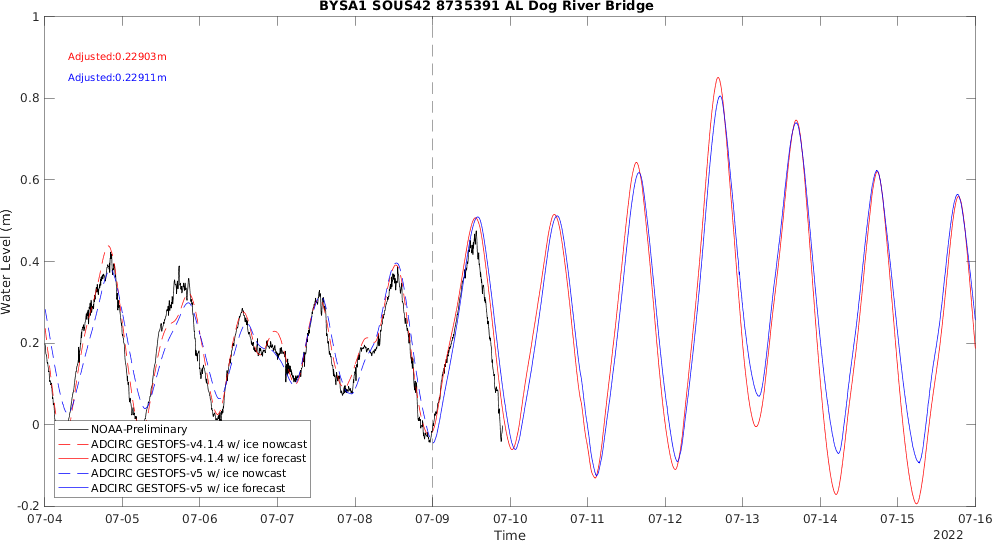 BYSA1 SOUS42 8735391 AL Dog River Bridge
Adjusted:0.22903m
Adjusted:0.22911m
1
0.8
0.6
0.4
0.2
0
-0.2
Water Level (m)
NOAA-Preliminary
ADCIRC GESTOFS-v4.1.4 w/ ice nowcast
ADCIRC GESTOFS-v4.1.4 w/ ice forecast
ADCIRC GESTOFS-v5 w/ ice nowcast
ADCIRC GESTOFS-v5 w/ ice forecast
07-04 07-05 07-06 07-07 07-08 07-09 07-10 07-11 07-12 07-13 07-14 07-15 07-16
Time
2022